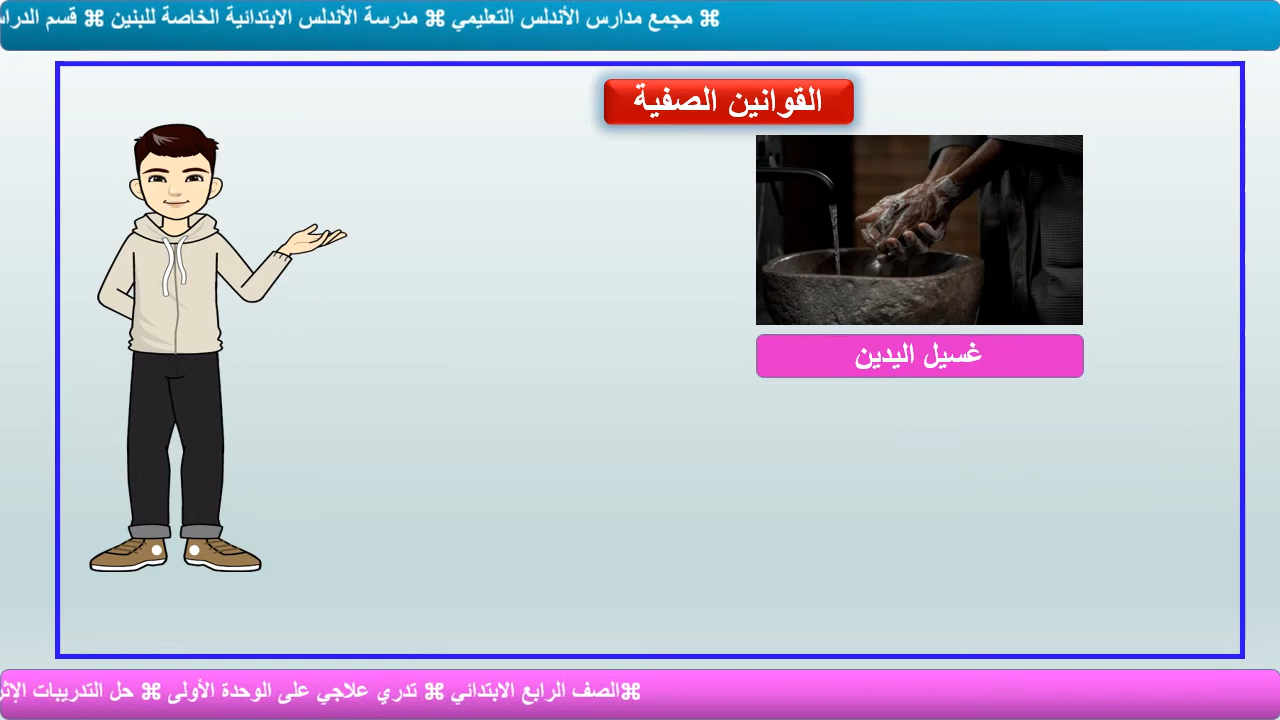 ⌘ مجمع مدارس الأندلس التعليمي ⌘ مدرسة الأندلس الابتدائية الخاصة للبنين ⌘ قسم
القوانين الصفية
غسيل اليدين
⌘الصف الرابع الابتدائي ⌘ تدري علاجي على الوحدة الأولى ⌘ حل التدريبات